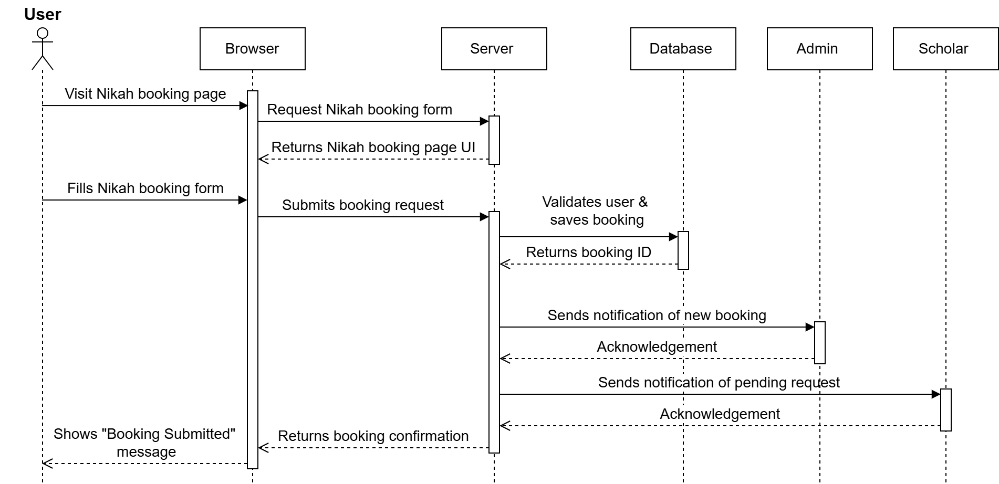 User
Browser
Server
Database
Admin
Scholar
Visit Nikah booking page
Request Nikah booking form
Returns Nikah booking page UI
Fills Nikah booking form
Submits booking request
Validates user &
saves booking
Returns booking ID
Sends notification of new booking
Acknowledgement
Sends notification of pending request
Acknowledgement
Returns booking confirmation
Shows "Booking Submitted"
message